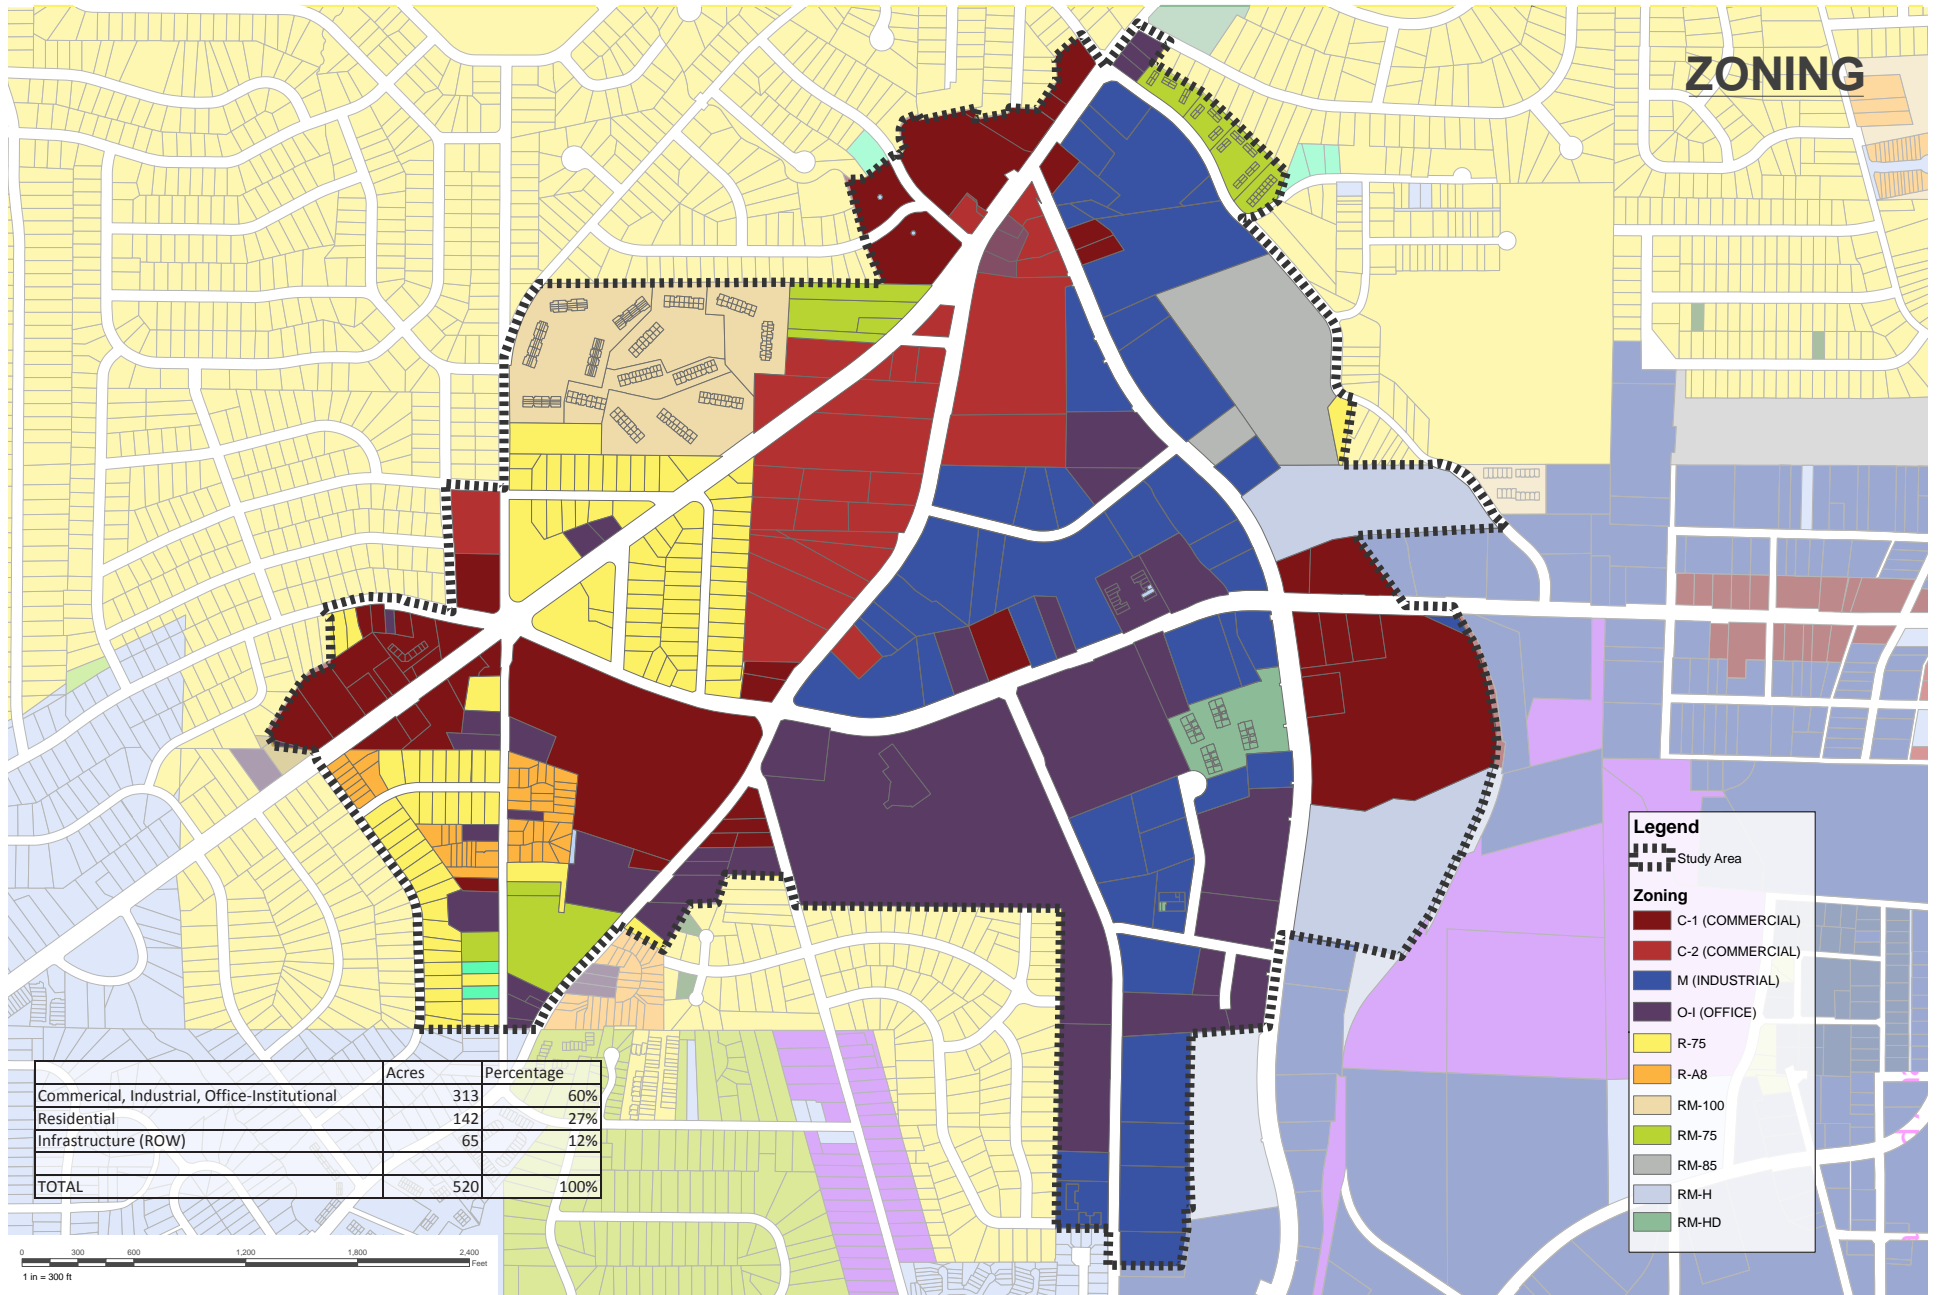 ZONING
Legend
Study Area
Zoning
C-1 (COMMERCIAL)
C-2 (COMMERCIAL)
M (INDUSTRIAL)
O-I (OFFICE)
R-75
R-A8
RM-100
RM-75
RM-85
RM-H
RM-HD
Acres Percentage
Commerical, Industrial, Office-Institutional 313 60%
Residential 142 27%
Infrastructure (ROW) 65 12%
TOTAL 520 100%
0 300 600 1,200 1,800 2,400
Feet
1 in = 300 ft